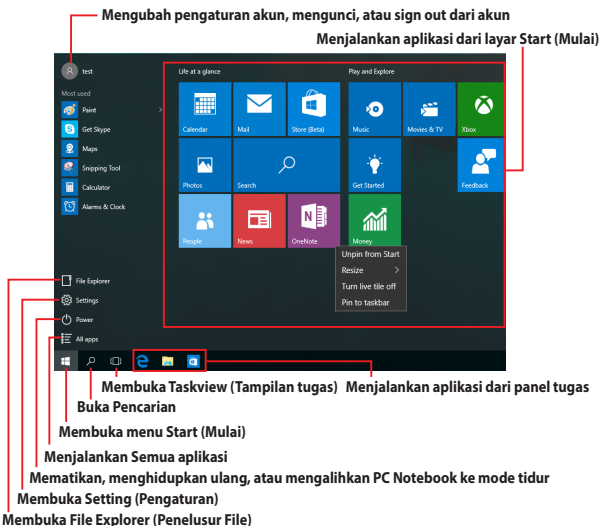 Mengubah pengaturan akun, mengunci, atau sign out dari akun
Menjalankan aplikasi dari layar Start (Mulai)
test
Most used
Paint
Get Skype
Maps
Snipping Tool
Calculator
Alarms & Clock
File Explorer
Settings
Power
All apps
Life at a glance
Play and Explore
Calendar
Mail
Store (Beta)
Music
Movies & TV
Xbox
Photos
Search
Get Started
Feedback
People
News
OneNote
Money
Unpin from Start
Resize
Turn live tile off
Pin to taskbar
Membuka Taskview (Tampilan tugas)
Menjalankan aplikasi dari panel tugas
Buka Pencarian
Membuka menu Start (Mulai)
Menjalankan Semua aplikasi
Mematikan, menghidupkan ulang, atau mengalihkan PC Notebook ke mode tidur
Membuka Setting (Pengaturan)
Membuka File Explorer (Penelusur File)